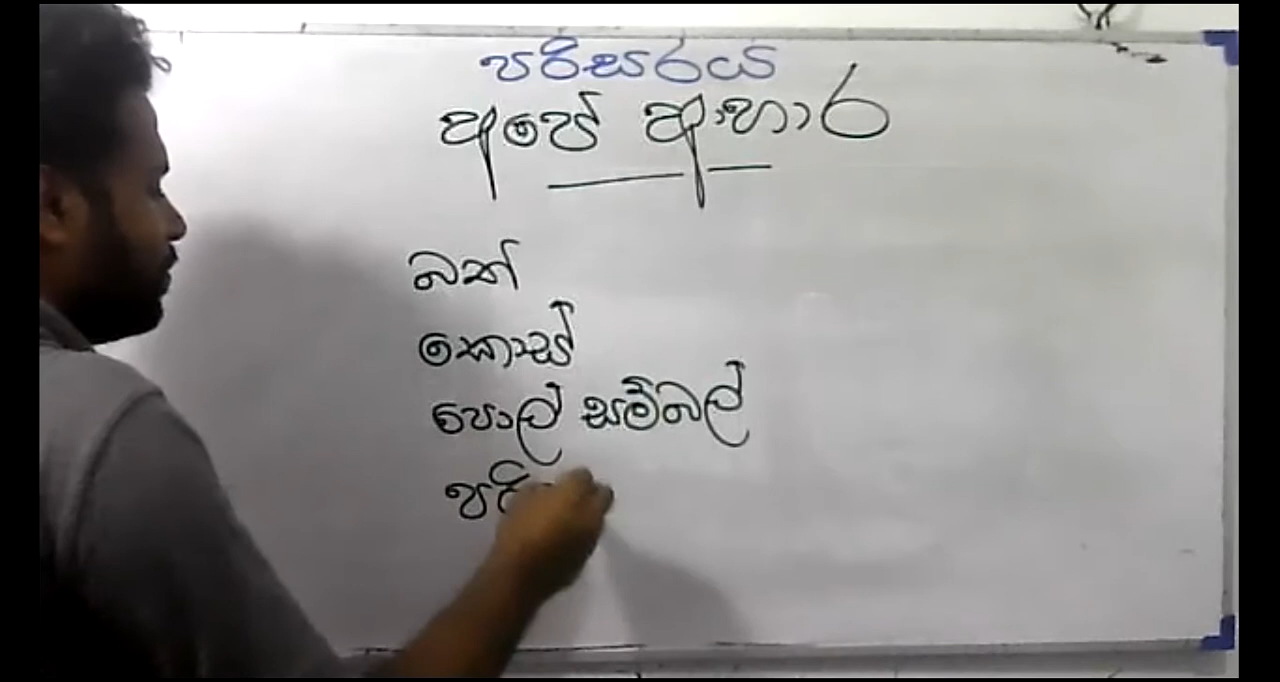 පරිසරය
අපේ ආහාර
බත්
කොස්
පොල් සම්බල්